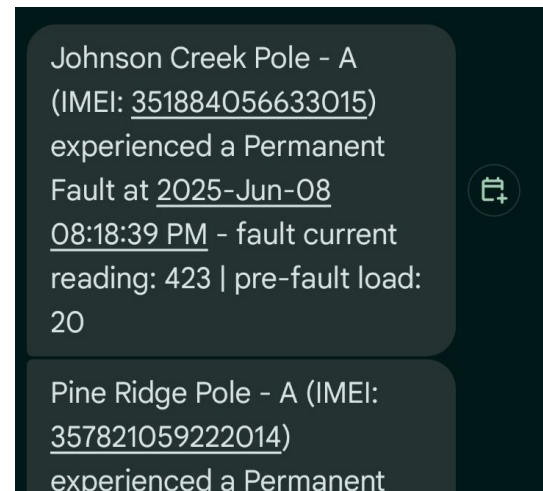 Johnson Creek Pole - A
(IMEI: 351884056633015)
experienced a Permanent
Fault at 2025-Jun-08
08:18:39 PM - fault current
reading: 423 | pre-fault load:
20
Pine Ridge Pole - A (IMEI:
357821059222014)
experienced a Permanent